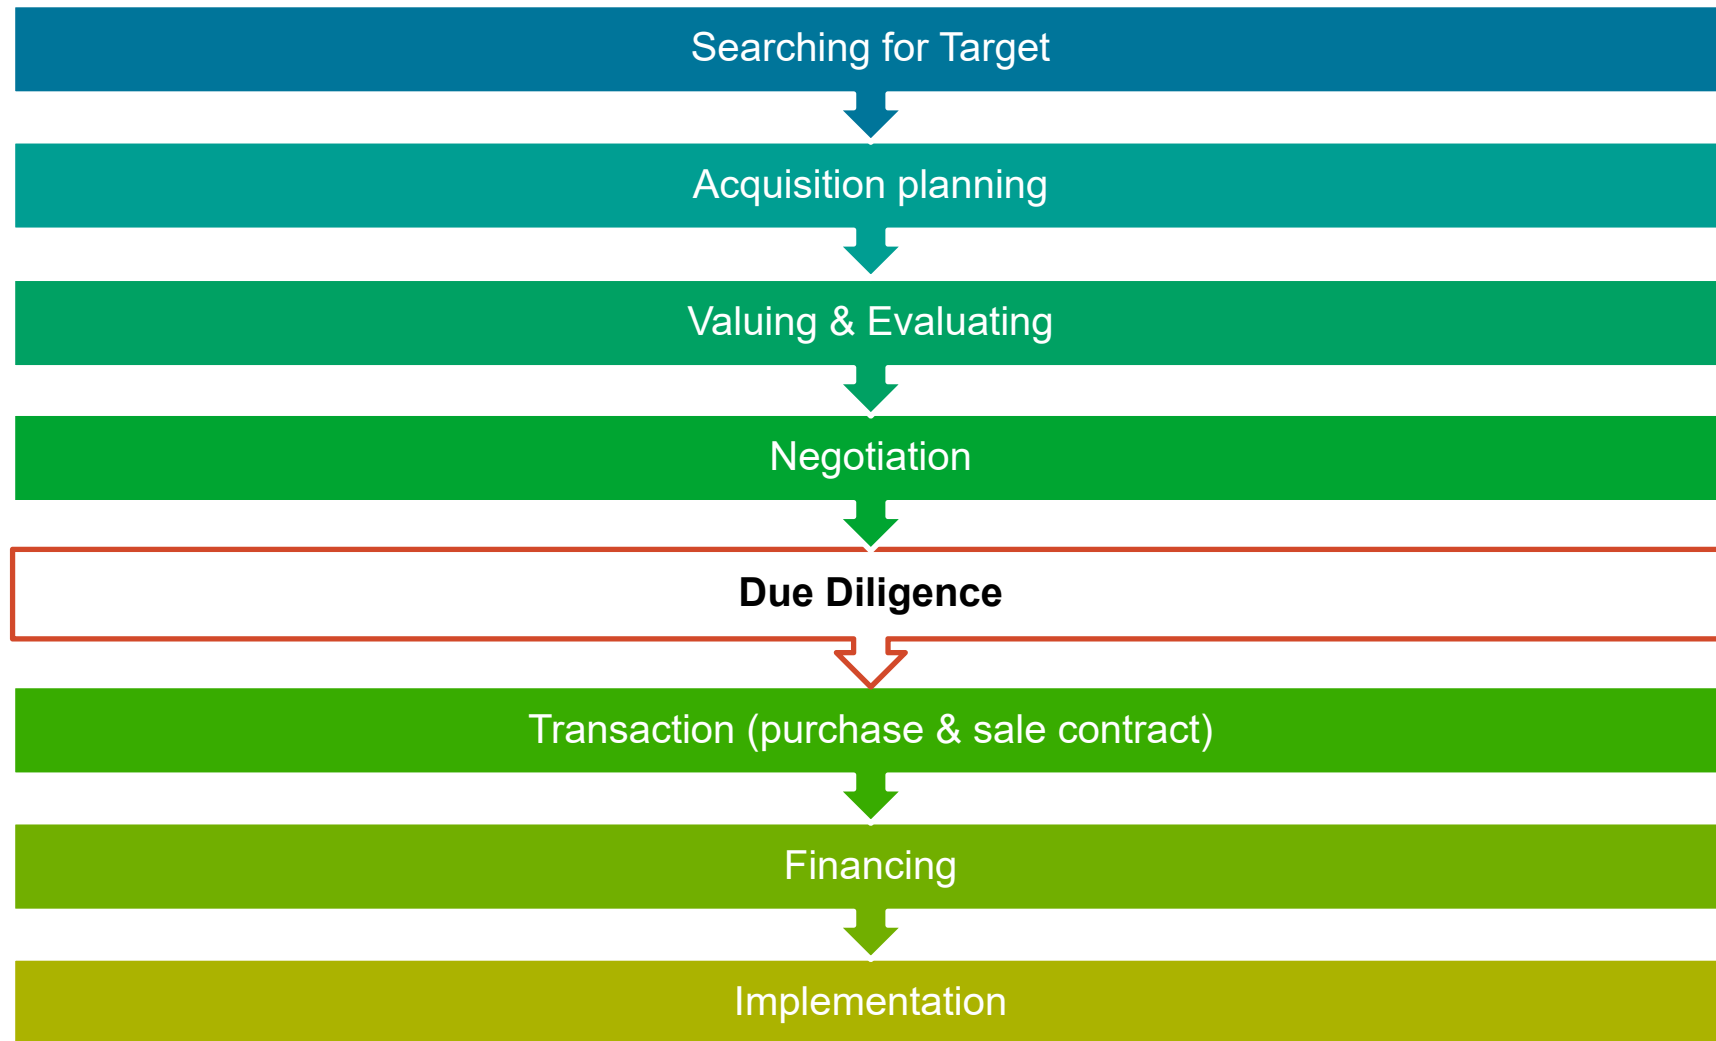 Searching for Target
Acquisition planning
Valuing & Evaluating
Negotiation
Due Diligence
Transaction (purchase & sale contract)
Financing
Implementation